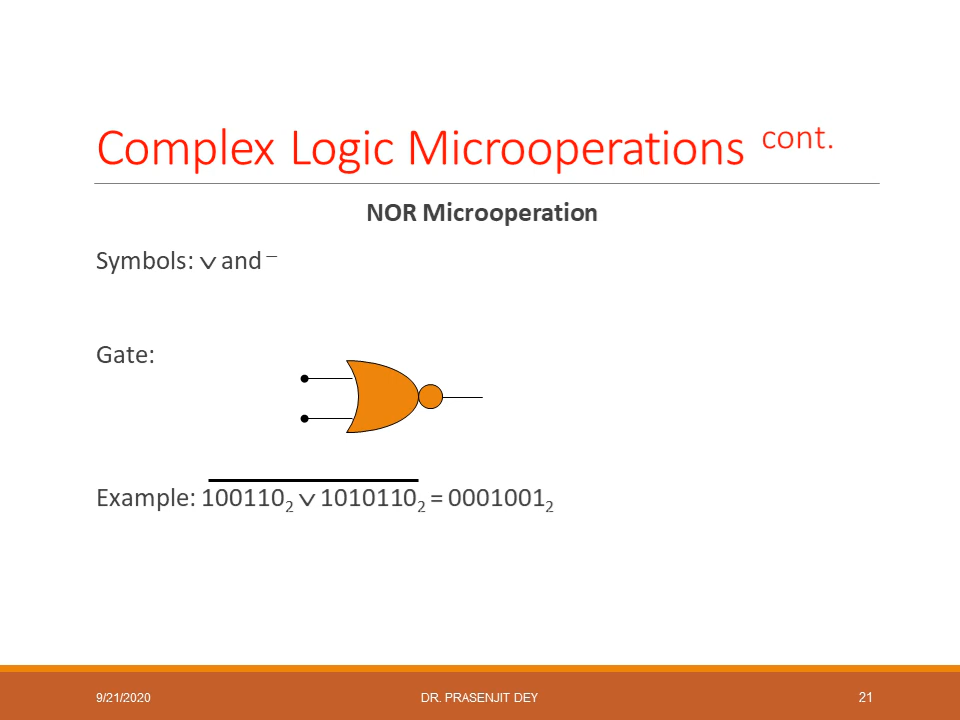 Complex Logic Microoperations cont.
NOR Microoperation
Symbols: ∨ and ¯
Gate:
Example: 100110₂ ∨ 1010110₂ = 0001001₂
9/21/2020 DR. PRASENJIT DEY 21